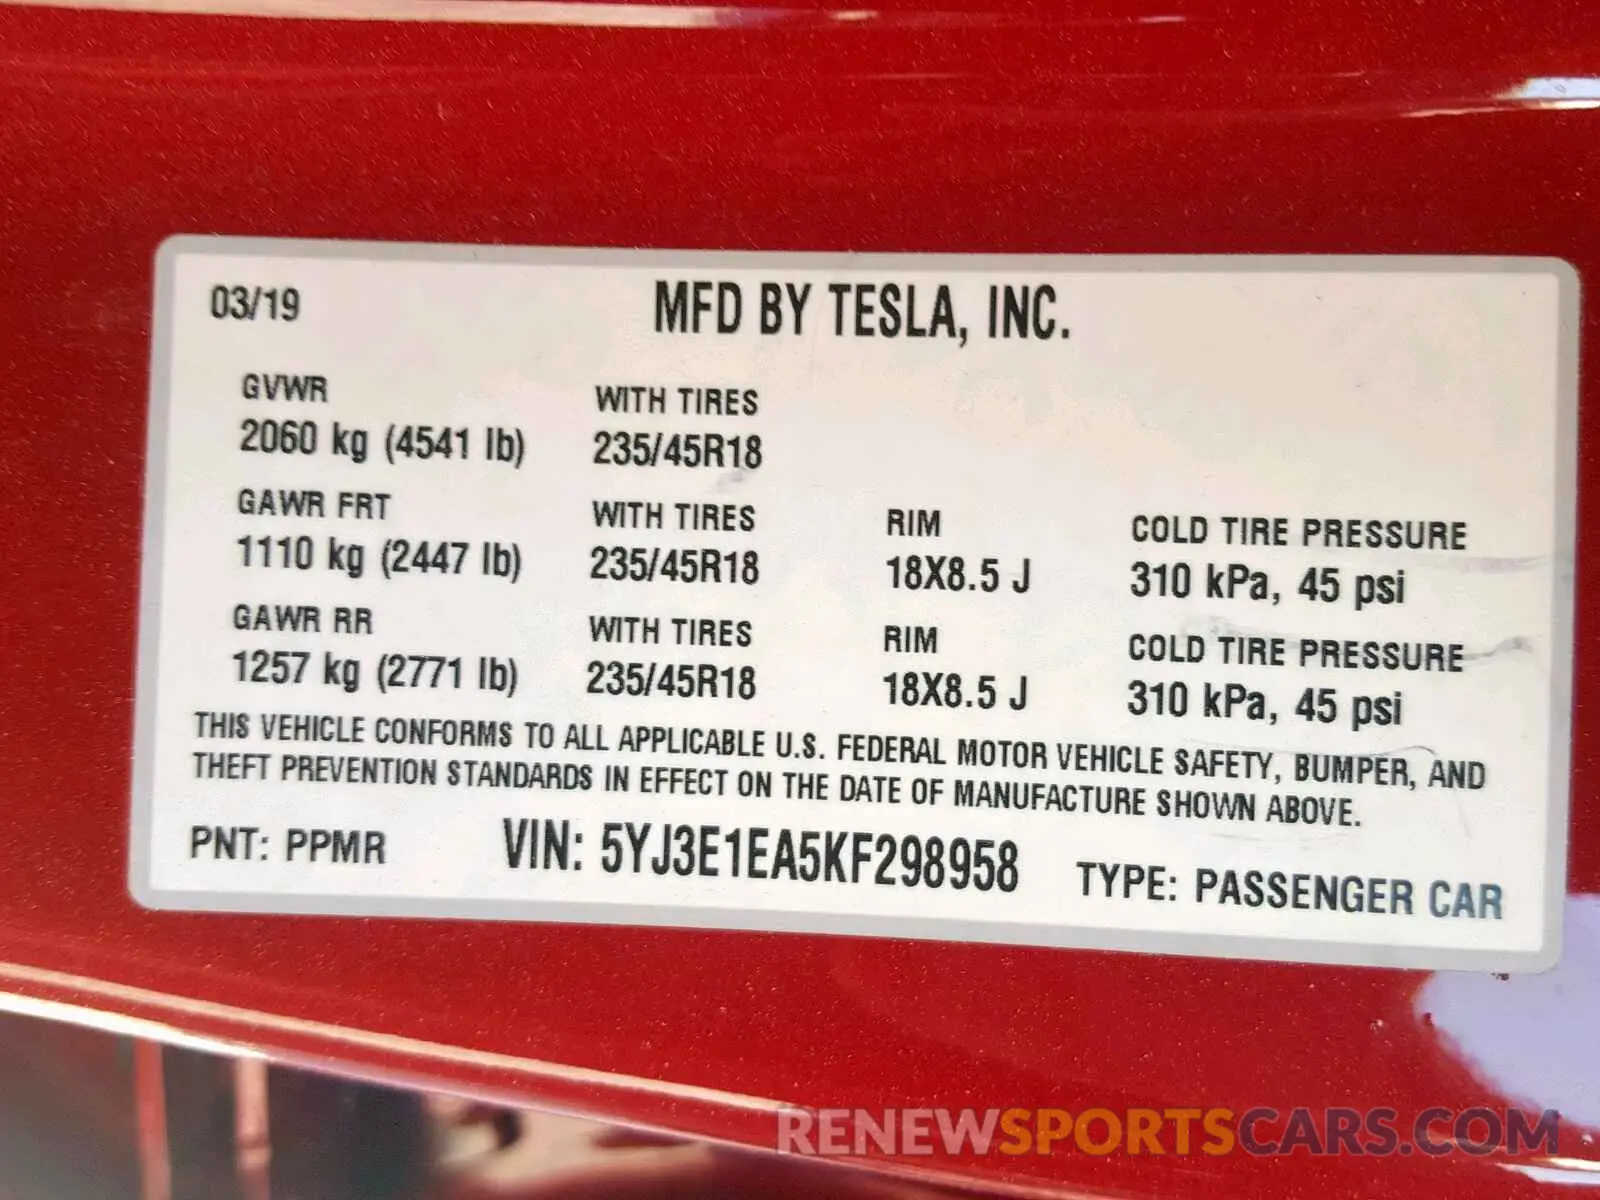 03/19 MFD BY TESLA, INC.
GVWR WITH TIRES
2060 kg (4541 lb) 235/45R18
GAWR FRT WITH TIRES RIM COLD TIRE PRESSURE
1110 kg (2447 lb) 235/45R18 18X8.5 J 310 kPa, 45 psi
GAWR RR WITH TIRES RIM COLD TIRE PRESSURE
1257 kg (2771 lb) 235/45R18 18X8.5 J 310 kPa, 45 psi
THIS VEHICLE CONFORMS TO ALL APPLICABLE U.S. FEDERAL MOTOR VEHICLE SAFETY, BUMPER, AND
THEFT PREVENTION STANDARDS IN EFFECT ON THE DATE OF MANUFACTURE SHOWN ABOVE.
PNT: PPMR VIN: 5YJ3E1EA5KF298958 TYPE: PASSENGER CAR
RENEWSPORTSCARS.COM